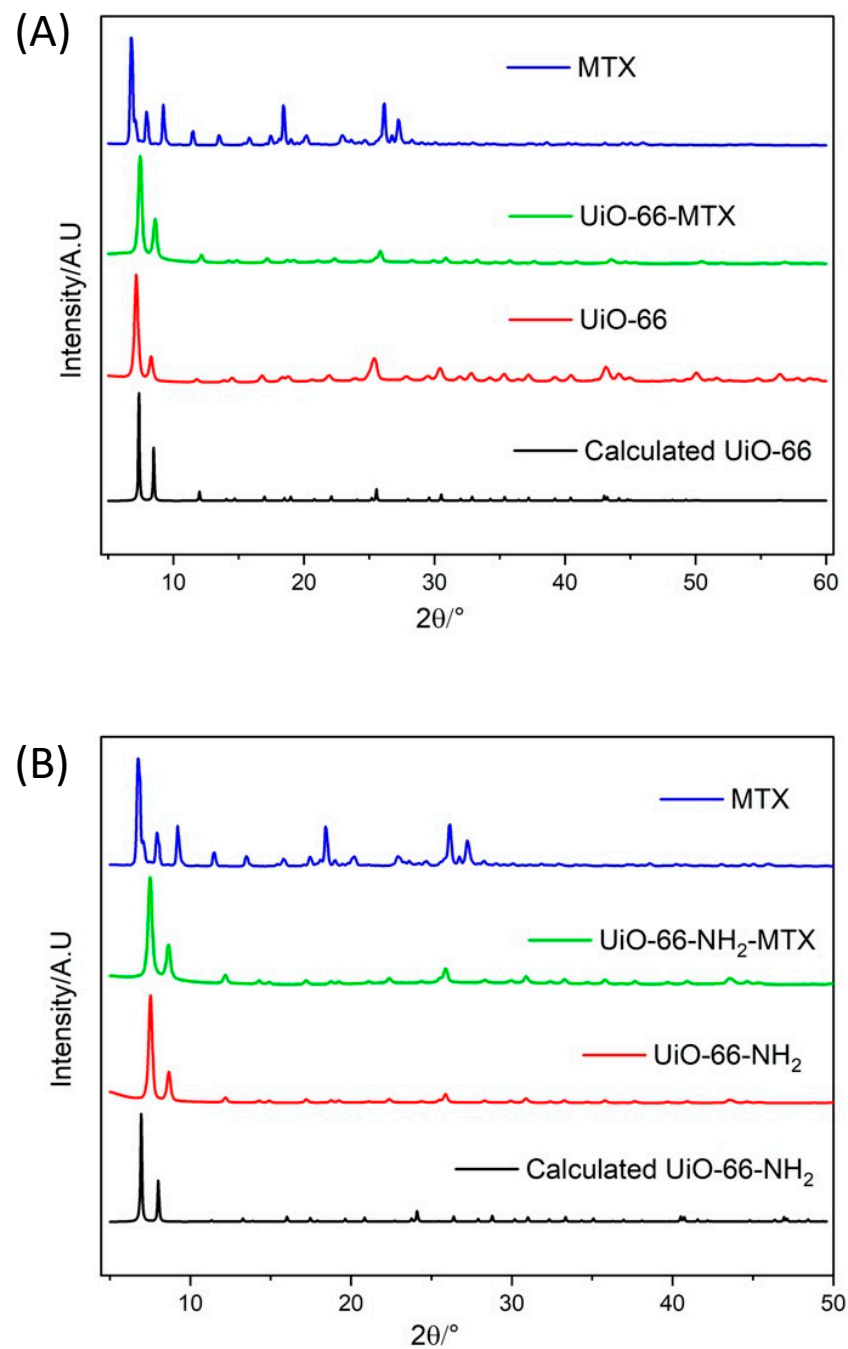 (A)
MTX
UiO-66-MTX
UiO-66
Calculated UiO-66
Intensity/A.U
10 20 30 40 50 60
2θ/°
(B)
MTX
UiO-66-NH₂-MTX
UiO-66-NH₂
Calculated UiO-66-NH₂
Intensity/A.U
10 20 30 40 50
2θ/°